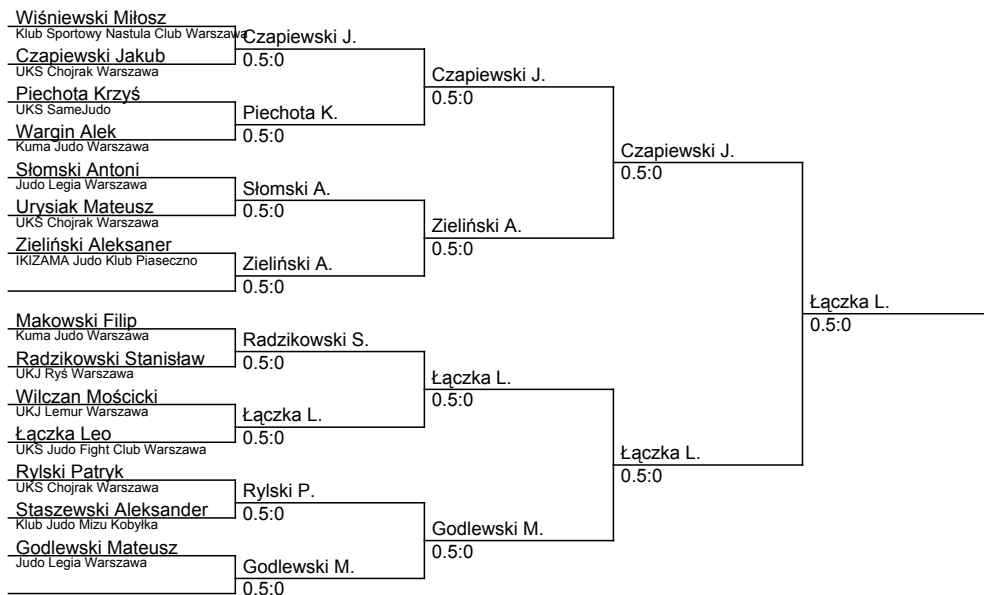 Wiśniewski Miłosz
Klub Sportowy Nastula Club Warszawa
Czapiewski Jakub
UKS Chojrak Warszawa
Piechota Krzyś
UKS SameJudo
Wargin Alek
Kuma Judo Warszawa
Słomski Antoni
Judo Legia Warszawa
Urysiak Mateusz
UKS Chojrak Warszawa
Zieliński Aleksaner
IKIZAMA Judo Klub Piaseczno
Makowski Filip
Kuma Judo Warszawa
Radzikowski Stanisław
UKJ Ryś Warszawa
Wilczan Mościcki
UKJ Lemur Warszawa
Łączka Leo
UKS Judo Fight Club Warszawa
Rylski Patryk
UKS Chojrak Warszawa
Staszewski Aleksander
Klub Judo Mizu Kobyłka
Godlewski Mateusz
Judo Legia Warszawa
Czapiewski J.
0.5:0
Piechota K.
0.5:0
Słomski A.
0.5:0
Zieliński A.
0.5:0
Radzikowski S.
0.5:0
Łączka L.
0.5:0
Rylski P.
0.5:0
Godlewski M.
0.5:0
Czapiewski J.
0.5:0
Zieliński A.
0.5:0
Łączka L.
0.5:0
Godlewski M.
0.5:0
Czapiewski J.
0.5:0
Łączka L.
0.5:0
Łączka L.
0.5:0